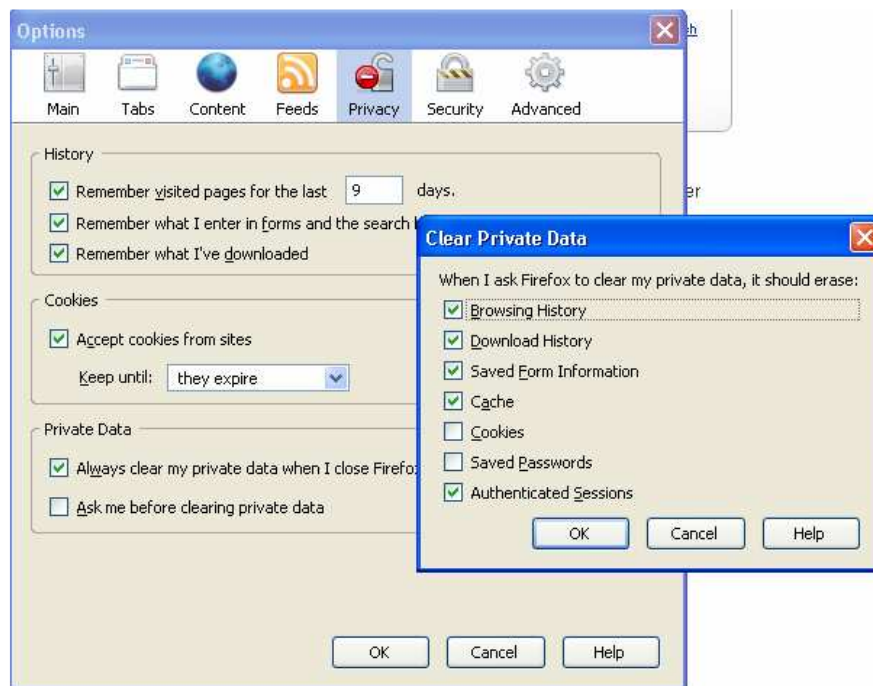 Options
Main Tabs Content Feeds Privacy Security Advanced
History
Remember visited pages for the last 9 days.
Remember what I enter in forms and the search
Remember what I've downloaded
Cookies
Accept cookies from sites
Keep until: they expire
Private Data
Always clear my private data when I close
Ask me before clearing private data
OK Cancel Help
Clear Private Data
When I ask Firefox to clear my private data, it should erase:
Browsing History
Download History
Saved Form Information
Cache
Cookies
Saved Passwords
Authenticated Sessions
OK Cancel Help